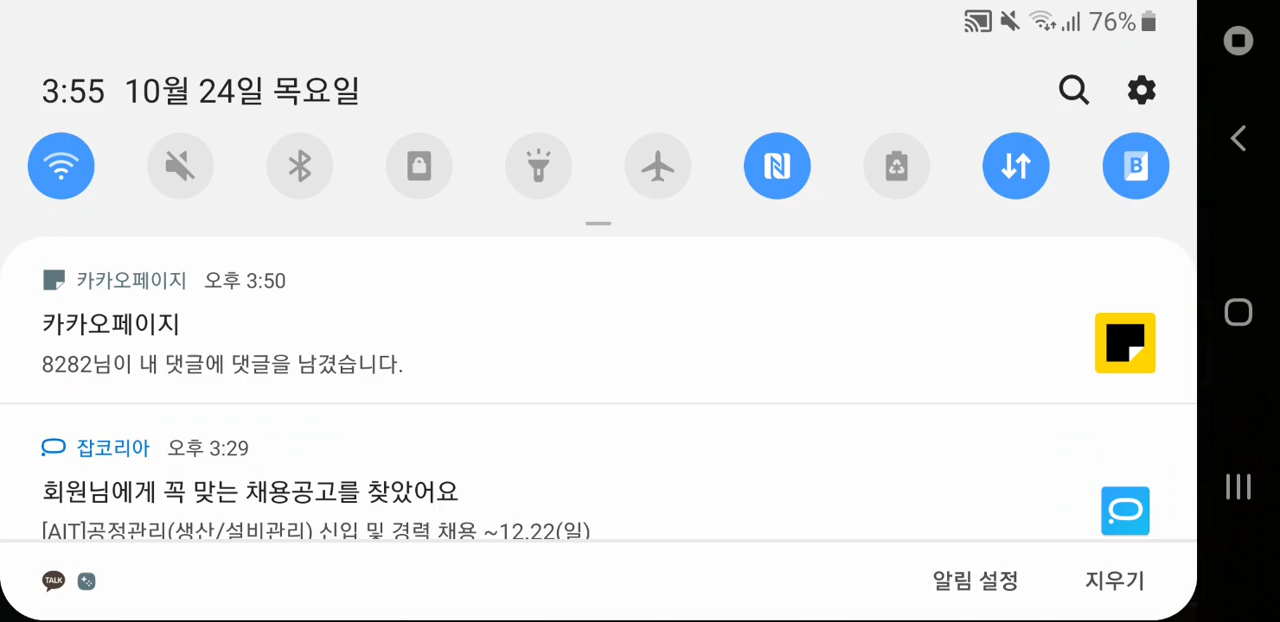 76%
3:55 10월 24일 목요일
B
카카오페이지 오후 3:50
카카오페이지
8282님이 내 댓글에 댓글을 남겼습니다.
잡코리아 오후 3:29
회원님에게 꼭 맞는 채용공고를 찾았어요
[AIT]공정관리(생산/설비관리) 신입 및 경력 채용 ~12.22(일)
TALK
알림 설정 지우기